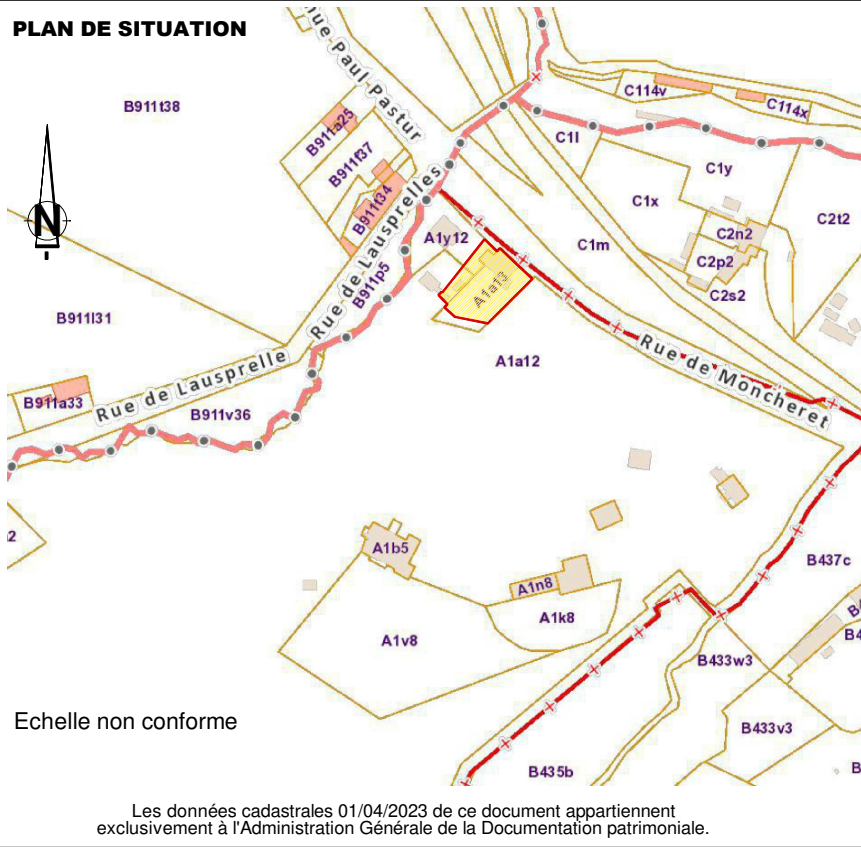 PLAN DE SITUATION
Rue Paul Pastur
B911t38
C114v
C114x
B911a25
C1l
B911f37
C1y
C1x
B911f34
Rue de Lausprelles
C2t2
A1y12
C1m
C2n2
C2p2
N
B911p5
A1a13
C2s2
B911l31
Rue de Moncheret
Rue de Lausprelle
A1a12
B911a33
B911v36
2
A1b5
B437c
A1n8
B4
B4
A1k8
A1v8
B433w3
Echelle non conforme
B433v3
B435b
B
Les données cadastrales 01/04/2023 de ce document appartiennent
exclusivement à l'Administration Générale de la Documentation patrimoniale.